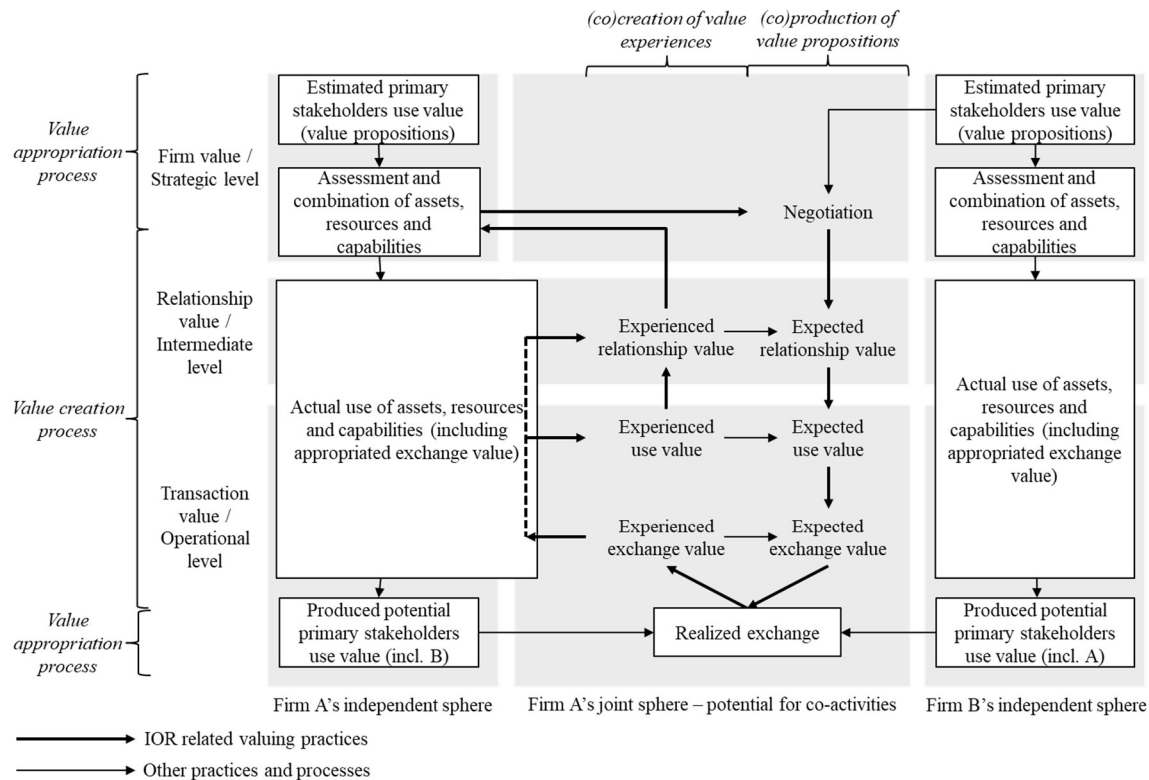 (co)creation of value
experiences
(co)production of
value propositions
Value
appropriation
process
Firm value /
Strategic level
Estimated primary
stakeholders use value
(value propositions)
Assessment and
combination of assets,
resources and
capabilities
Negotiation
Estimated primary
stakeholders use value
(value propositions)
Assessment and
combination of assets,
resources and
capabilities
Value creation
process
Relationship
value /
Intermediate
level
Transaction
value /
Operational
level
Actual use of assets, resources
and capabilities (including
appropriated exchange value)
Experienced
relationship value
Expected
relationship value
Experienced
use value
Expected
use value
Experienced
exchange value
Expected
exchange value
Actual use of assets,
resources and
capabilities (including
appropriated exchange
value)
Value
appropriation
process
Produced potential
primary stakeholders
use value (incl. B)
Realized exchange
Produced potential
primary stakeholders
use value (incl. A)
Firm A's independent sphere
Firm A's joint sphere – potential for co-activities
Firm B's independent sphere
IOR related valuing practices
Other practices and processes